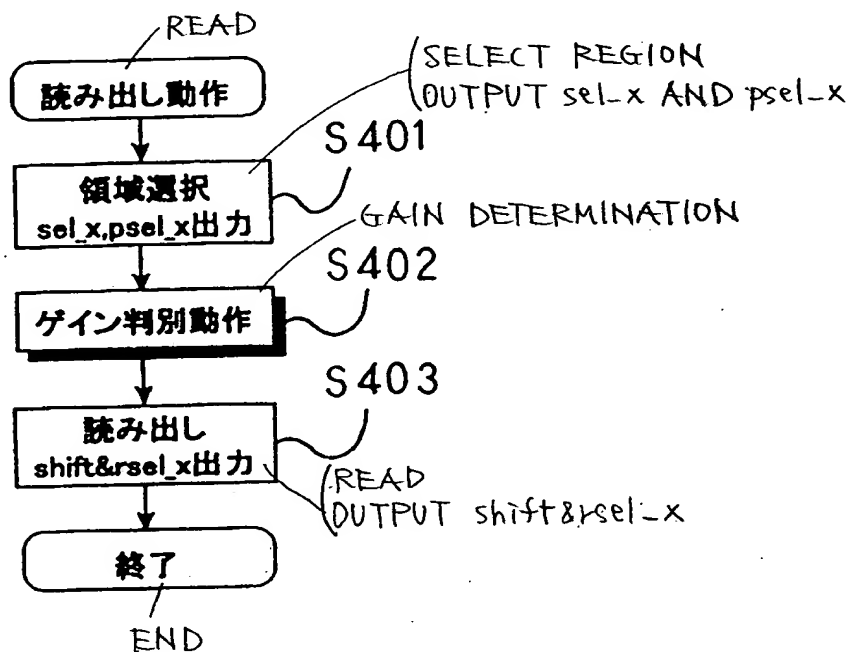 READ
読み出し動作
SELECT REGION
OUTPUT sel_x AND psel_x
S401
領域選択
sel_x,psel_x出力
GAIN DETERMINATION
S402
ゲイン判別動作
S403
読み出し
shift&rsel_x出力
READ
OUTPUT shift&rsel_x
終了
END